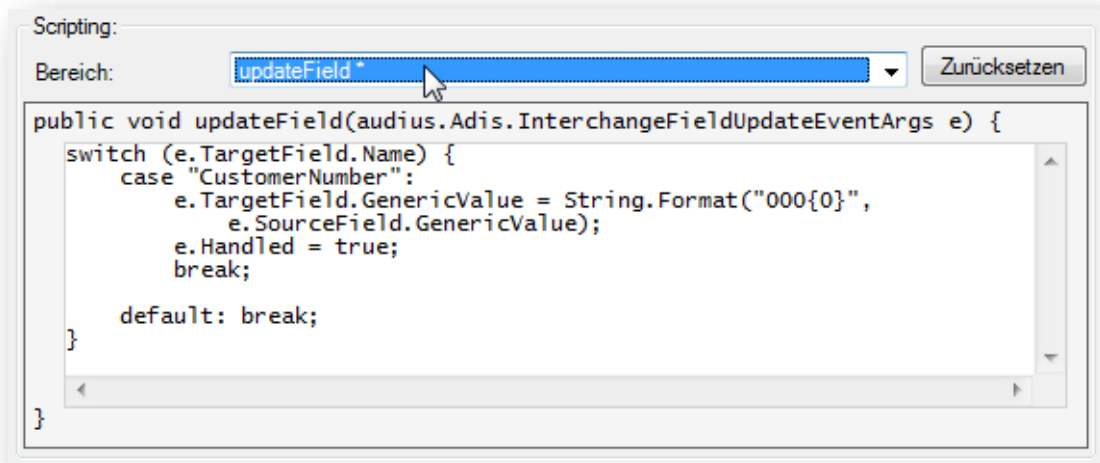 Scripting:
Bereich: updateField * Zurücksetzen
public void updateField(audius.Adis.InterchangeFieldUpdateEventArgs e) {
switch (e.TargetField.Name) {
case "CustomerNumber":
e.TargetField.GenericValue = String.Format("000{0}",
e.SourceField.GenericValue);
e.Handled = true;
break;
default: break;
}
}